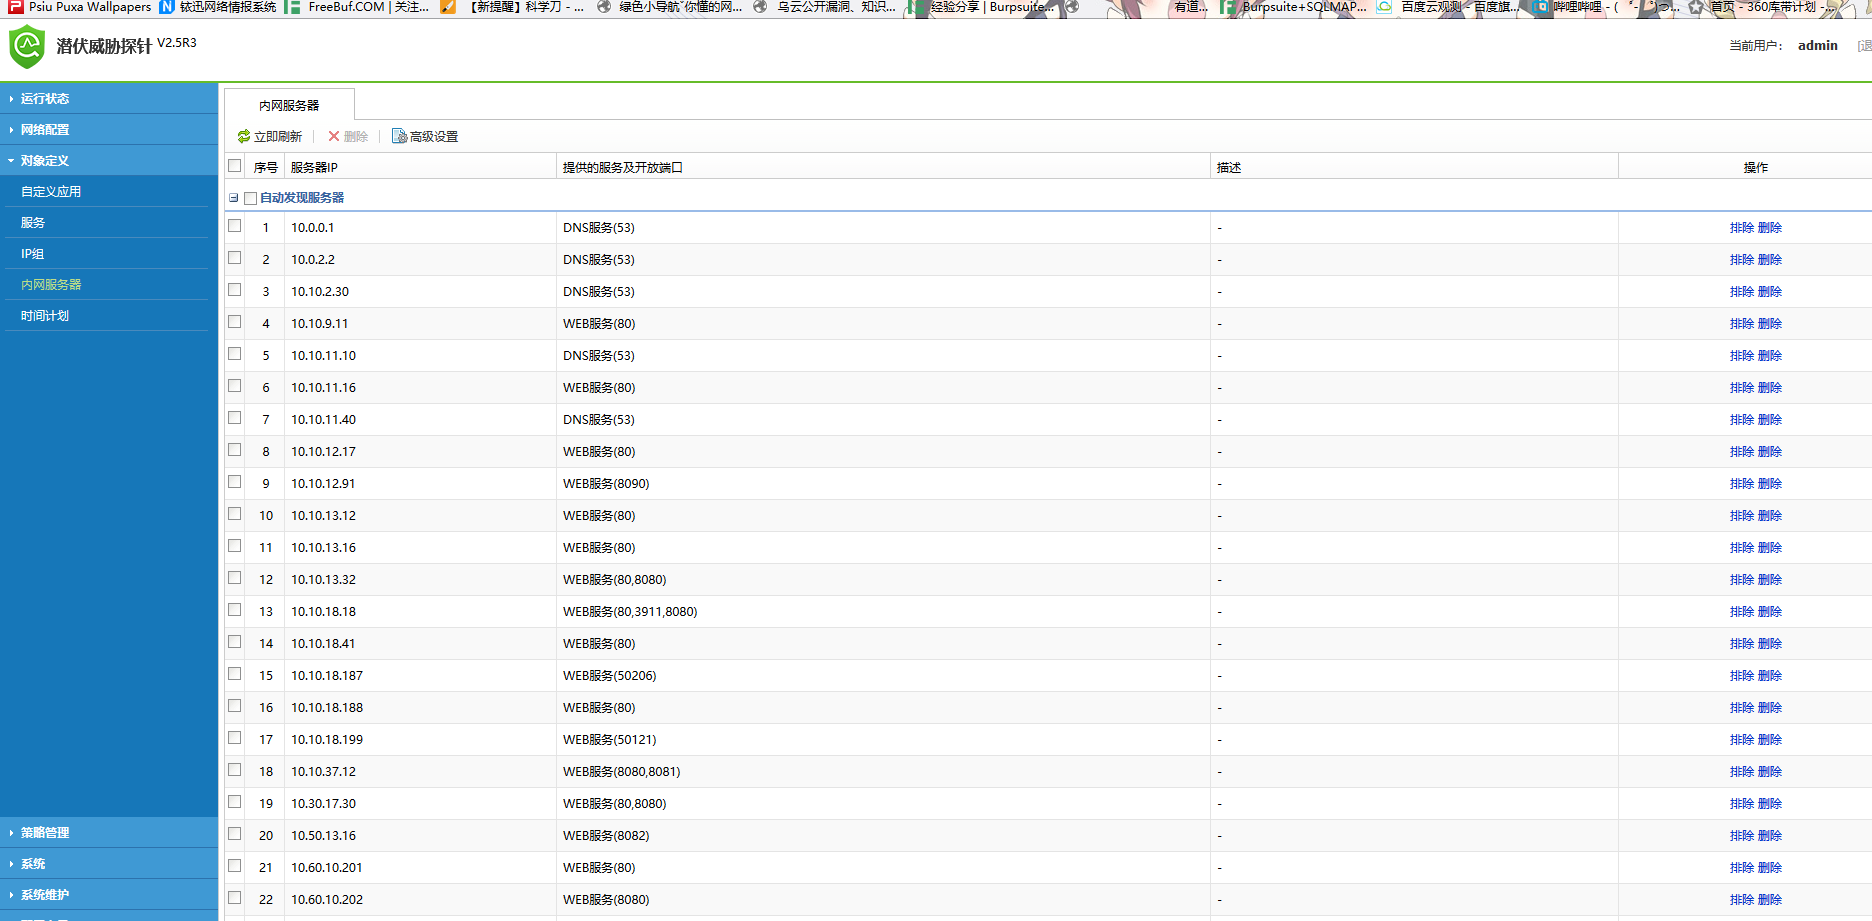 Psiu Puxa Wallpapers 铱迅网络情报系统 FreeBuf.COM | 关注... 【新提醒】科学刀 - ... 绿色小导航ˇ你懂的网... 乌云公开漏洞、知识... 经验分享 | Burpsuite... 有道... Burpsuite+SQLMAP... 百度云观测 - 百度旗... 哔哩哔哩 - ( ゜- ゜)つ... 首页 - 360库带计划 -...
潜伏威胁探针 V2.5R3
当前用户: admin [退
运行状态
网络配置
对象定义
自定义应用
服务
IP组
内网服务器
时间计划
策略管理
系统
系统维护
内网服务器
立即刷新 删除 高级设置
序号 服务器IP 提供的服务及开放端口 描述 操作
自动发现服务器
1 10.0.0.1 DNS服务(53) - 排除 删除
2 10.0.2.2 DNS服务(53) - 排除 删除
3 10.10.2.30 DNS服务(53) - 排除 删除
4 10.10.9.11 WEB服务(80) - 排除 删除
5 10.10.11.10 DNS服务(53) - 排除 删除
6 10.10.11.16 WEB服务(80) - 排除 删除
7 10.10.11.40 DNS服务(53) - 排除 删除
8 10.10.12.17 WEB服务(80) - 排除 删除
9 10.10.12.91 WEB服务(8090) - 排除 删除
10 10.10.13.12 WEB服务(80) - 排除 删除
11 10.10.13.16 WEB服务(80) - 排除 删除
12 10.10.13.32 WEB服务(80,8080) - 排除 删除
13 10.10.18.18 WEB服务(80,3911,8080) - 排除 删除
14 10.10.18.41 WEB服务(80) - 排除 删除
15 10.10.18.187 WEB服务(50206) - 排除 删除
16 10.10.18.188 WEB服务(80) - 排除 删除
17 10.10.18.199 WEB服务(50121) - 排除 删除
18 10.10.37.12 WEB服务(8080,8081) - 排除 删除
19 10.30.17.30 WEB服务(80,8080) - 排除 删除
20 10.50.13.16 WEB服务(8082) - 排除 删除
21 10.60.10.201 WEB服务(80) - 排除 删除
22 10.60.10.202 WEB服务(8080) - 排除 删除